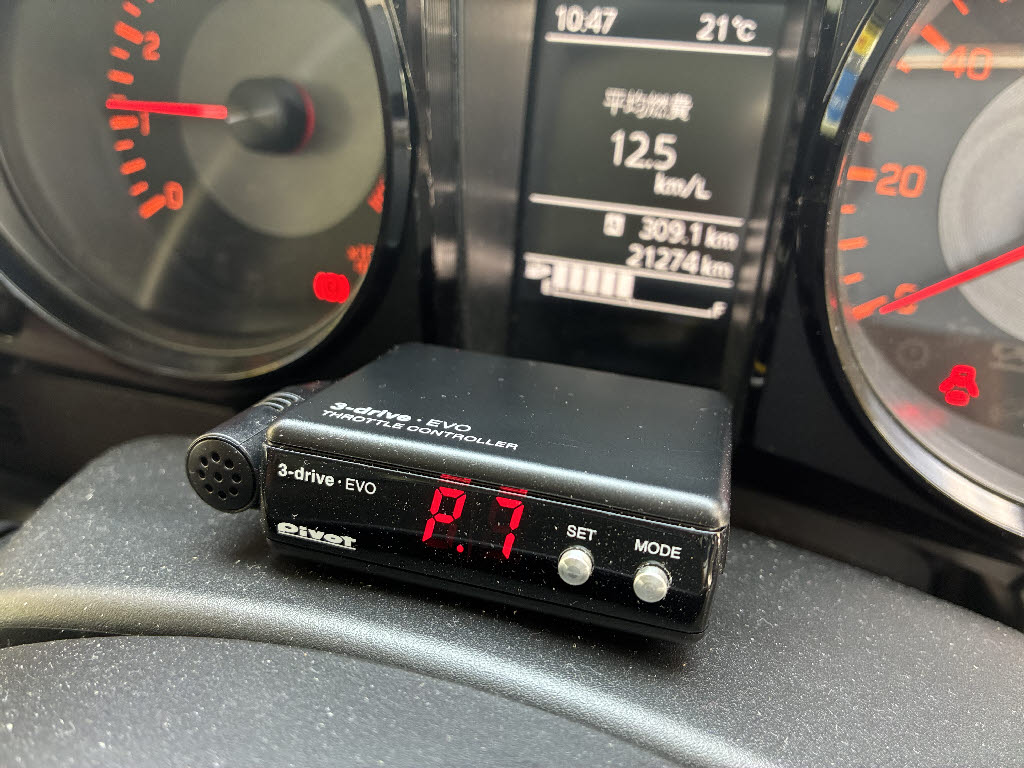 10:47 21℃
平均燃費
12.5
km/L
A 309.1 km
21274 km
F
2
1
0
40
20
0
3-drive · EVO
THROTTLE CONTROLLER
3-drive · EVO
Pivot
P.7
SET
MODE